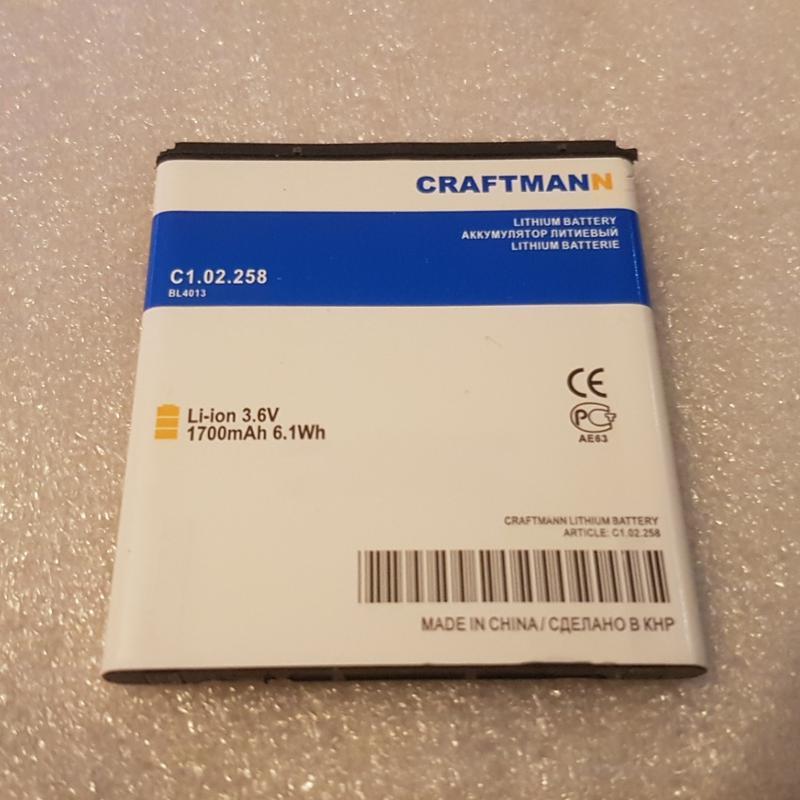 CRAFTMANN
LITHIUM BATTERY
АККУМУЛЯТОР ЛИТИЕВЫЙ
LITHIUM BATTERIE
C1.02.258
BL4013
CE
Li-ion 3.6V
1700mAh 6.1Wh
РСТ
AE63
CRAFTMANN LITHIUM BATTERY
ARTICLE: C1.02.258
MADE IN CHINA / СДЕЛАНО В КНР